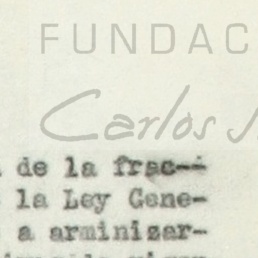 FUNDAC
Carlos
de la frac-
la Ley Gene-
a arminizar-